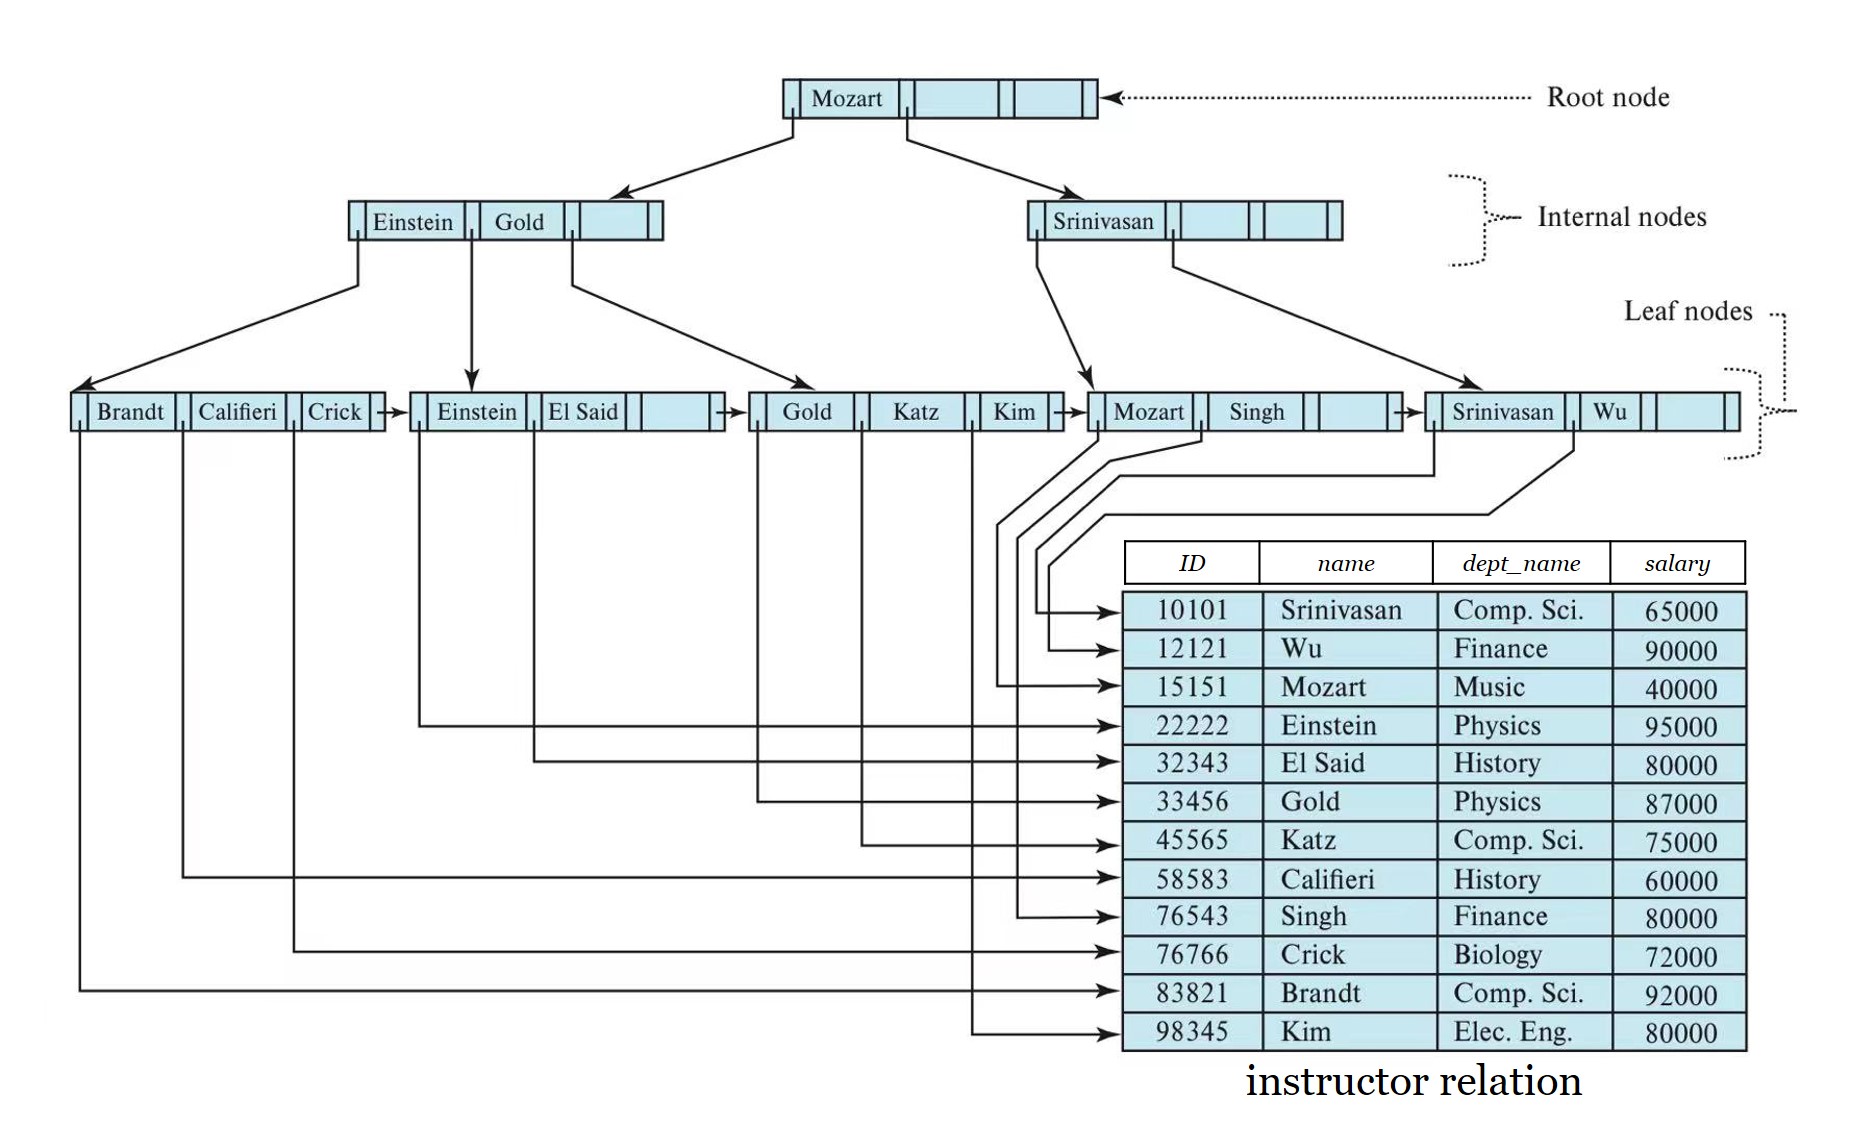 Mozart
Root node
Einstein Gold
Srinivasan
Internal nodes
Leaf nodes
Brandt Califieri Crick
Einstein El Said
Gold Katz Kim
Mozart Singh
Srinivasan Wu
ID name dept_name salary
10101 Srinivasan Comp. Sci. 65000
12121 Wu Finance 90000
15151 Mozart Music 40000
22222 Einstein Physics 95000
32343 El Said History 80000
33456 Gold Physics 87000
45565 Katz Comp. Sci. 75000
58583 Califieri History 60000
76543 Singh Finance 80000
76766 Crick Biology 72000
83821 Brandt Comp. Sci. 92000
98345 Kim Elec. Eng. 80000
instructor relation